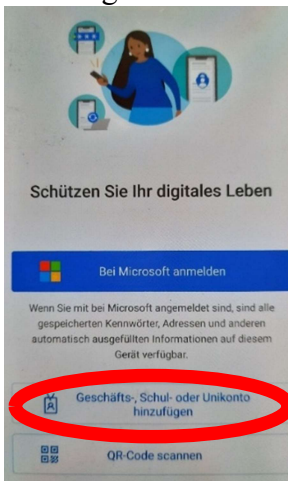 Schützen Sie Ihr digitales Leben
Bei Microsoft anmelden
Wenn Sie mit bei Microsoft angemeldet sind, sind alle
gespeicherten Kennwörter, Adressen und anderen
automatisch ausgefüllten Informationen auf diesem
Gerät verfügbar.
Geschäfts-, Schul- oder Unikonto
hinzufügen
QR-Code scannen